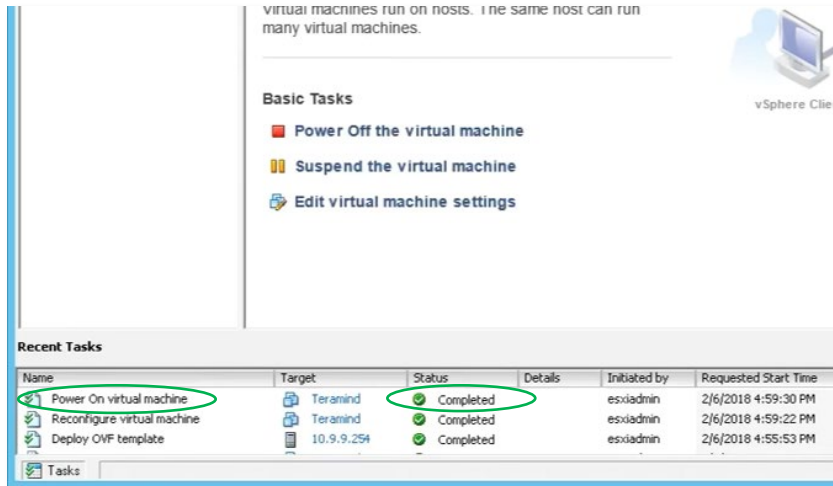 virtual machines run on hosts. The same host can run
many virtual machines.
vSphere Clie
Basic Tasks
Power Off the virtual machine
Suspend the virtual machine
Edit virtual machine settings
Recent Tasks
Name Target Status Details Initiated by Requested Start Time
Power On virtual machine Teramind Completed esxiadmin 2/6/2018 4:59:30 PM
Reconfigure virtual machine Teramind Completed esxiadmin 2/6/2018 4:59:22 PM
Deploy OVF template 10.9.9.254 Completed esxiadmin 2/6/2018 4:55:53 PM
Tasks